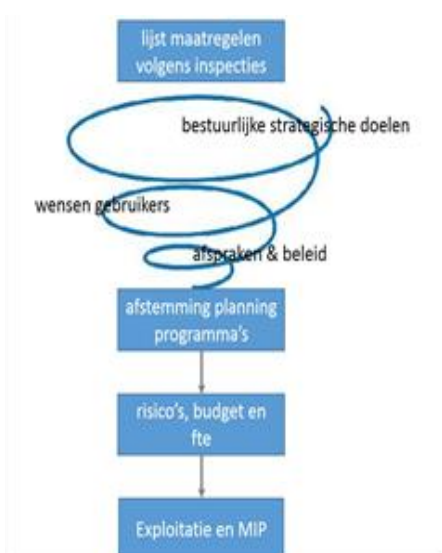 lijst maatregelen
volgens inspecties
bestuurlijke strategische doelen
wensen gebruikers
afspraken & beleid
afstemming planning
programma's
risico's, budget en
fte
Exploitatie en MIP